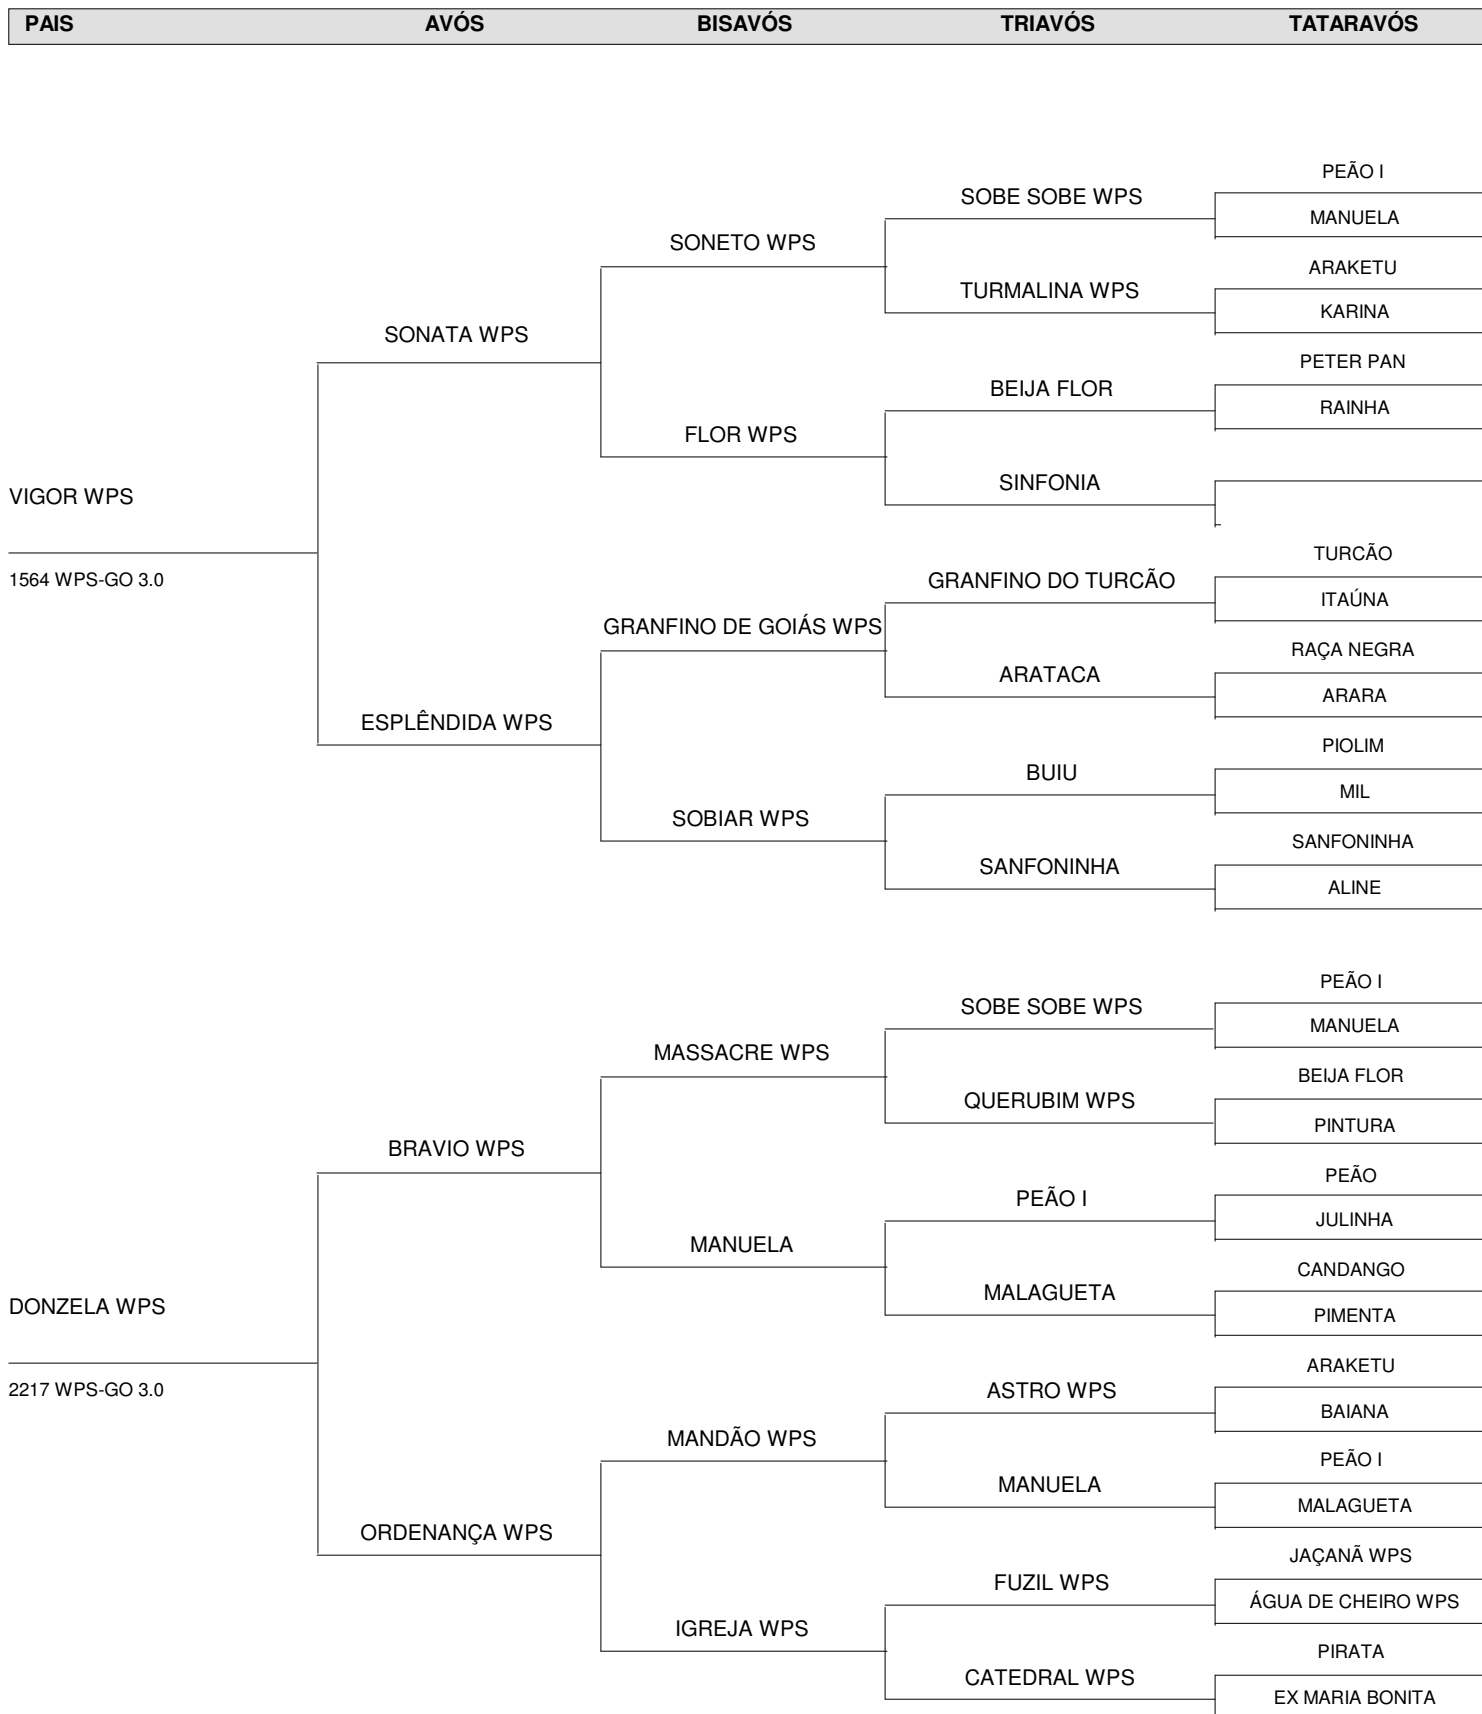 PAIS AVÓS BISAVÓS TRIAVÓS TATARAVÓS
PEÃO I
SOBE SOBE WPS
MANUELA
SONETO WPS
ARAKETU
TURMALINA WPS
KARINA
SONATA WPS
PETER PAN
BEIJA FLOR
RAINHA
FLOR WPS
SINFONIA
VIGOR WPS
TURCÃO
1564 WPS-GO 3.0
GRANFINO DO TURCÃO
ITAÚNA
GRANFINO DE GOIÁS WPS
RAÇA NEGRA
ARATACA
ARARA
ESPLÊNDIDA WPS
PIOLIM
BUIU
MIL
SOBIAR WPS
SANFONINHA
SANFONINHA
ALINE
PEÃO I
SOBE SOBE WPS
MANUELA
MASSACRE WPS
BEIJA FLOR
QUERUBIM WPS
PINTURA
BRAVIO WPS
PEÃO
PEÃO I
JULINHA
MANUELA
CANDANGO
MALAGUETA
DONZELA WPS
PIMENTA
ARAKETU
2217 WPS-GO 3.0
ASTRO WPS
BAIANA
MANDÃO WPS
PEÃO I
MANUELA
MALAGUETA
ORDENANÇA WPS
JAÇANÃ WPS
FUZIL WPS
ÁGUA DE CHEIRO WPS
IGREJA WPS
PIRATA
CATEDRAL WPS
EX MARIA BONITA